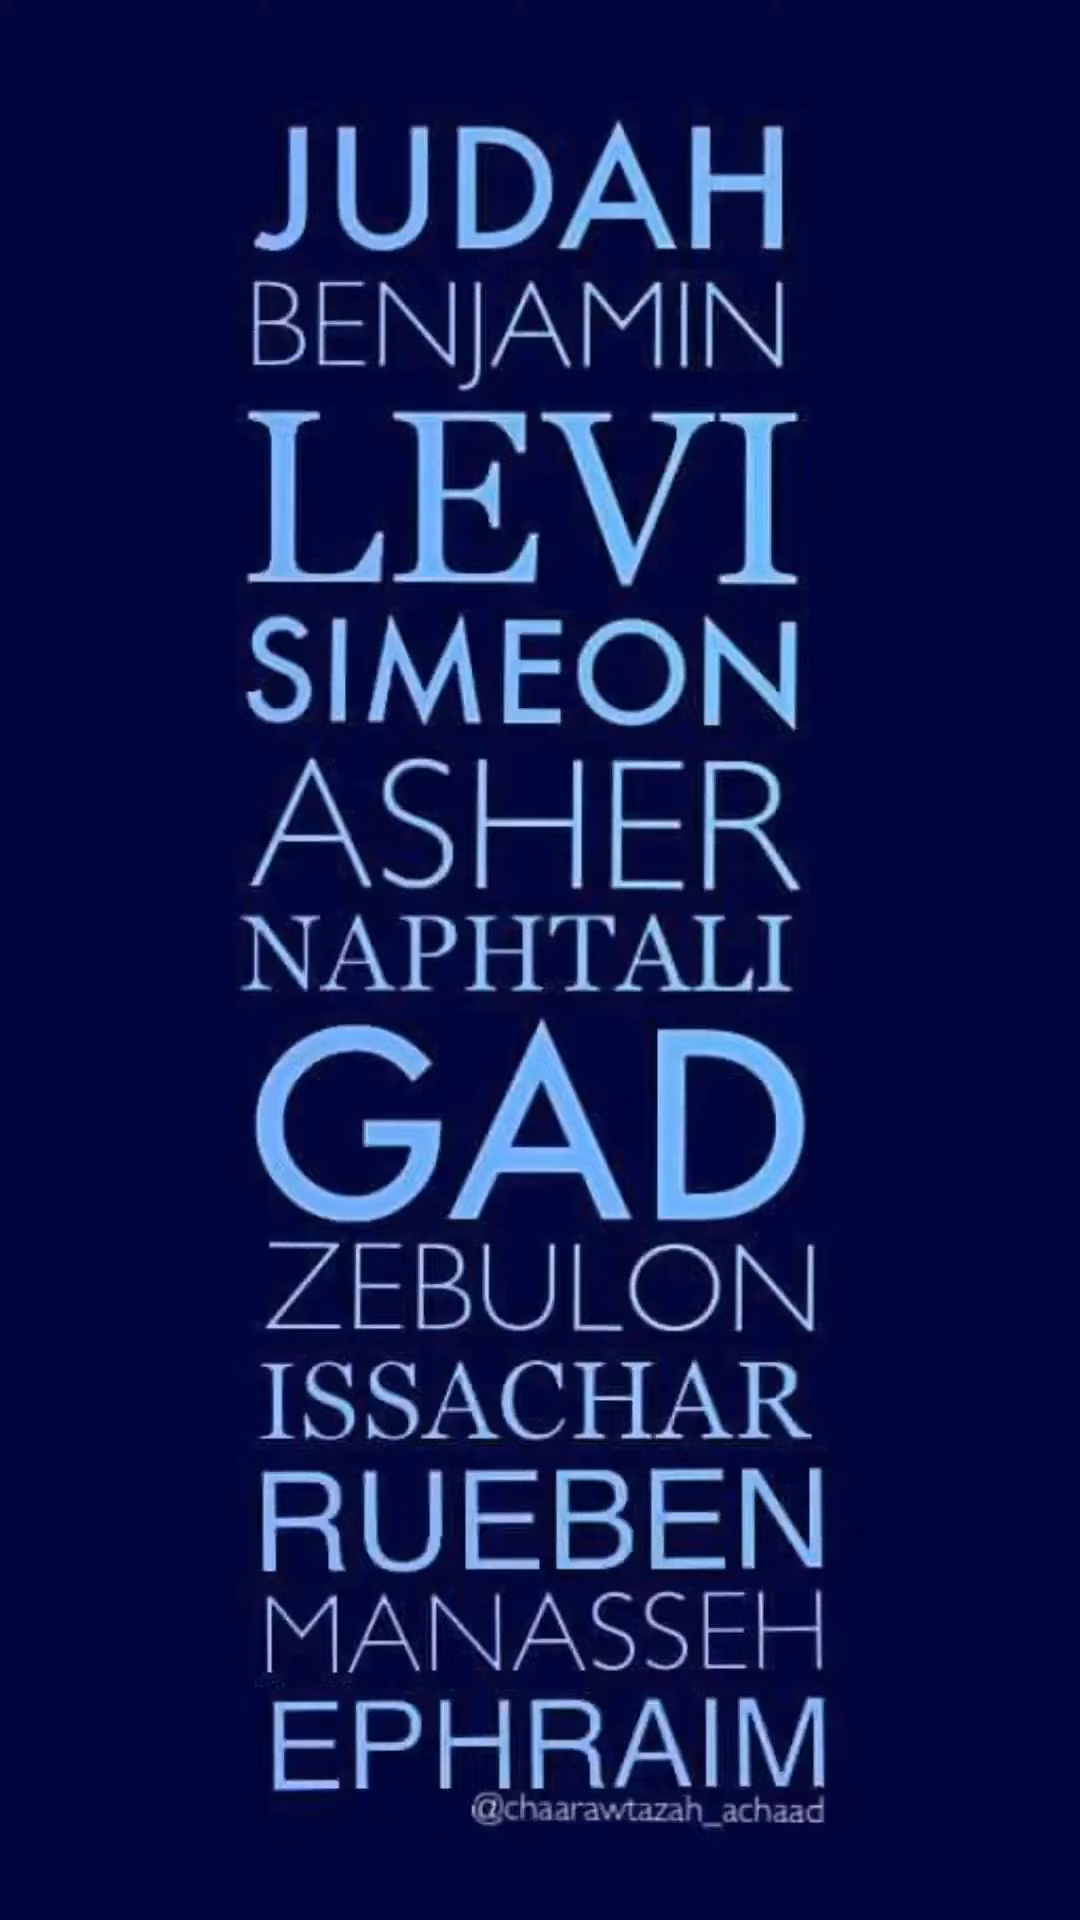 JUDAH
BENJAMIN
LEVI
SIMEON
ASHER
NAPHTALI
GAD
ZEBULON
ISSACHAR
RUEBEN
MANASSEH
EPHRAIM
@chaarawtazah_achaad